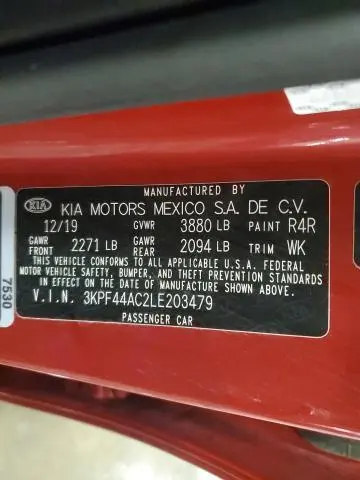 MANUFACTURED BY
KIA KIA MOTORS MEXICO S.A. DE C.V.
12/19 GVWR 3880 LB PAINT R4R
GAWR FRONT 2271 LB GAWR REAR 2094 LB TRIM WK
THIS VEHICLE CONFORMS TO ALL APPLICABLE U.S.A. FEDERAL
MOTOR VEHICLE SAFETY, BUMPER, AND THEFT PREVENTION STANDARDS
IN EFFECT ON THE DATE OF MANUFACTURE SHOWN ABOVE.
V.I.N. 3KPF44AC2LE203479
PASSENGER CAR
7530